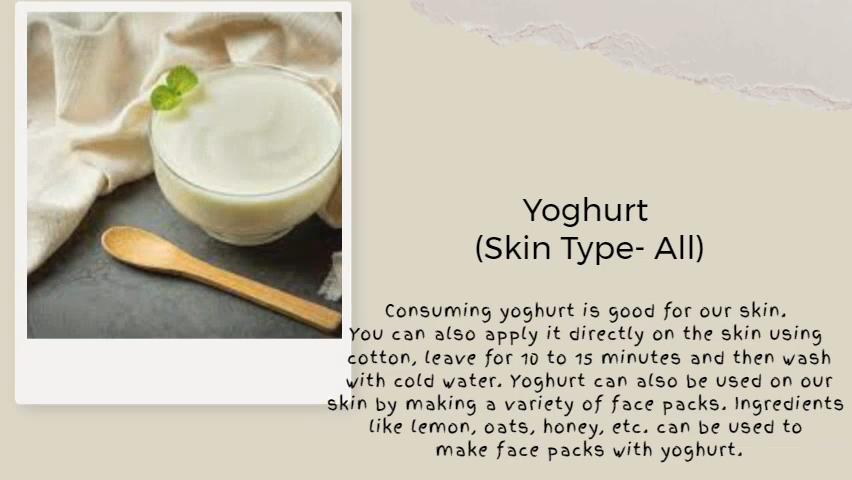 Yoghurt
(Skin Type- All)
Consuming yoghurt is good for our skin.
You can also apply it directly on the skin using
cotton, leave for 10 to 15 minutes and then wash
with cold water. Yoghurt can also be used on our
skin by making a variety of face packs. Ingredients
like lemon, oats, honey, etc. can be used to
make face packs with yoghurt.